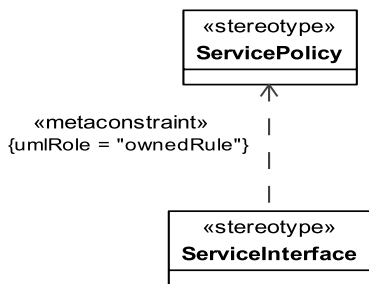 «stereotype»
ServicePolicy
«metaconstraint»
{umlRole = "ownedRule"}
«stereotype»
ServiceInterface